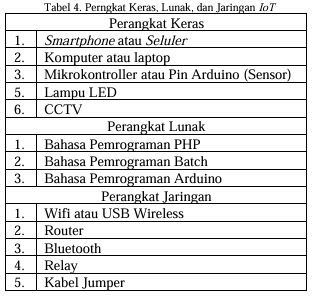 Tabel 4. Perngkat Keras, Lunak, dan Jaringan IoT
Perangkat Keras
1. Smartphone atau Seluler
2. Komputer atau laptop
3. Mikrokontroller atau Pin Arduino (Sensor)
5. Lampu LED
6. CCTV
Perangkat Lunak
1. Bahasa Pemrograman PHP
2. Bahasa Pemrograman Batch
3. Bahasa Pemrograman Arduino
Perangkat Jaringan
1. Wifi atau USB Wireless
2. Router
3. Bluetooth
4. Relay
5. Kabel Jumper